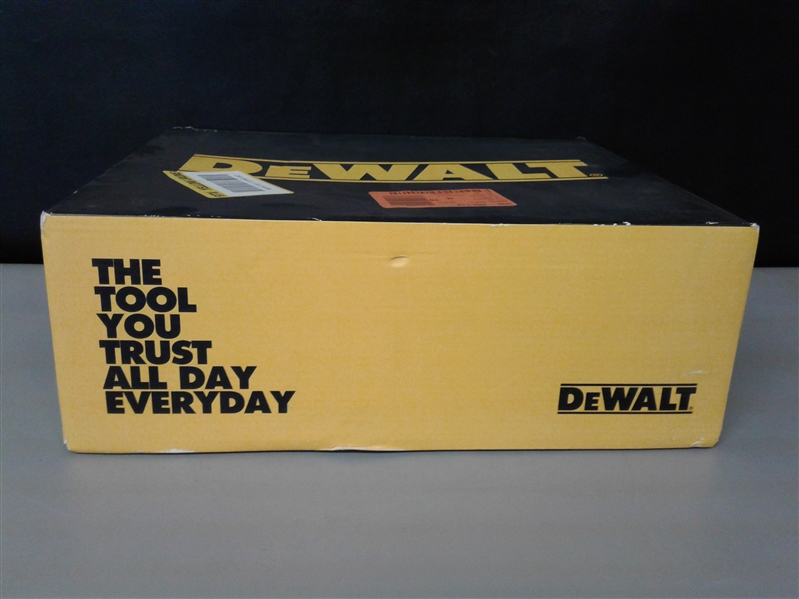 DEWALT
THE
TOOL
YOU
TRUST
ALL DAY
EVERYDAY
DEWALT